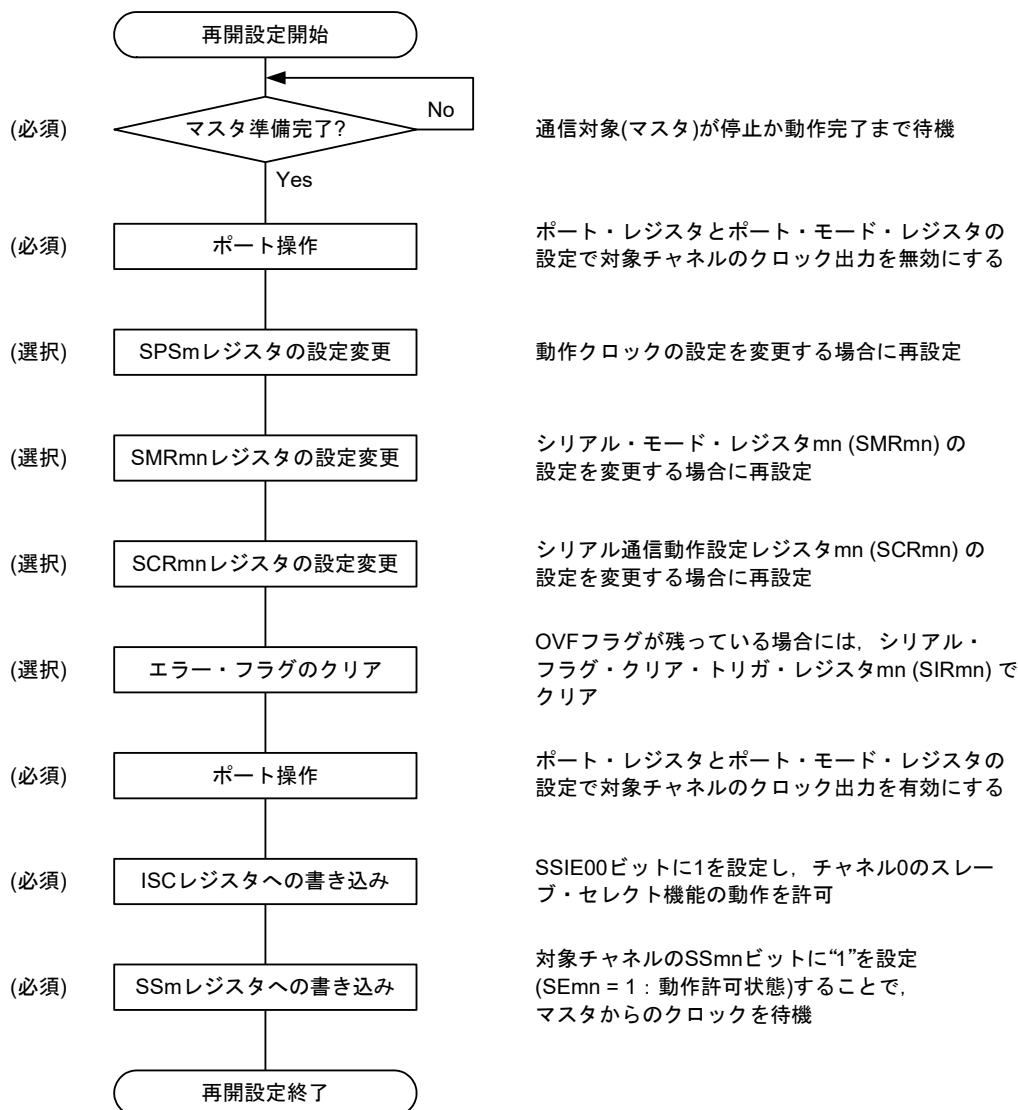 再開設定開始
No
(必須)
マスタ準備完了?
通信対象(マスタ)が停止か動作完了まで待機
Yes
(必須)
ポート操作
ポート・レジスタとポート・モード・レジスタの
設定で対象チャネルのクロック出力を無効にする
(選択)
SPSmレジスタの設定変更
動作クロックの設定を変更する場合に再設定
(選択)
SMRmnレジスタの設定変更
シリアル・モード・レジスタmn (SMRmn) の
設定を変更する場合に再設定
(選択)
SCRmnレジスタの設定変更
シリアル通信動作設定レジスタmn (SCRmn) の
設定を変更する場合に再設定
(選択)
エラー・フラグのクリア
OVFフラグが残っている場合には，シリアル・
フラグ・クリア・トリガ・レジスタmn (SIRmn) で
クリア
(必須)
ポート操作
ポート・レジスタとポート・モード・レジスタの
設定で対象チャネルのクロック出力を有効にする
(必須)
ISCレジスタへの書き込み
SSIE00ビットに1を設定し，チャネル0のスレー
ブ・セレクト機能の動作を許可
(必須)
SSmレジスタへの書き込み
対象チャネルのSSmnビットに“1”を設定
(SEmn = 1：動作許可状態)することで，
マスタからのクロックを待機
再開設定終了